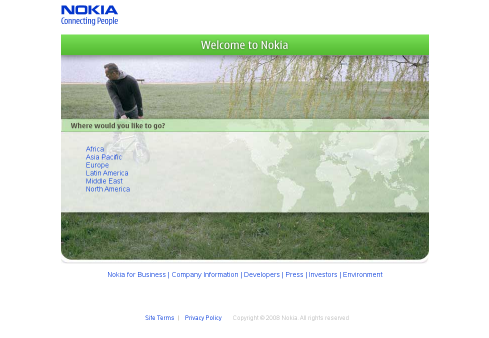 NOKIA
Connecting People
Welcome to Nokia
Where would you like to go?
Africa
Asia Pacific
Europe
Latin America
Middle East
North America
Nokia for Business | Company Information | Developers | Press | Investors | Environment
Site Terms | Privacy Policy Copyright © 2008 Nokia. All rights reserved